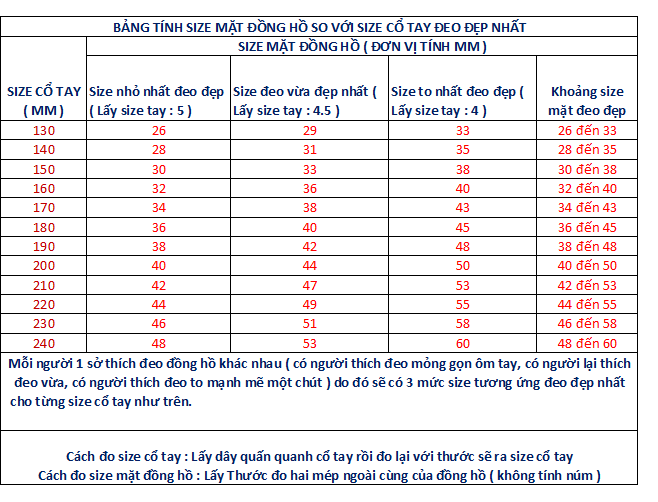 BẢNG TÍNH SIZE MẶT ĐỒNG HỒ SO VỚI SIZE CỔ TAY ĐEO ĐẸP NHẤT
SIZE MẶT ĐỒNG HỒ ( ĐƠN VỊ TÍNH MM )
SIZE CỔ TAY ( MM ) Size nhỏ nhất đeo đẹp ( Lấy size tay : 5 ) Size đeo vừa đẹp nhất ( Lấy size tay : 4.5 ) Size to nhất đeo đẹp ( Lấy size tay : 4 ) Khoảng size mặt đeo đẹp
130 26 29 33 26 đến 33
140 28 31 35 28 đến 35
150 30 33 38 30 đến 38
160 32 36 40 32 đến 40
170 34 38 43 34 đến 43
180 36 40 45 36 đến 45
190 38 42 48 38 đến 48
200 40 44 50 40 đến 50
210 42 47 53 42 đến 53
220 44 49 55 44 đến 55
230 46 51 58 46 đến 58
240 48 53 60 48 đến 60
Mỗi người 1 sở thích đeo đồng hồ khác nhau ( có người thích đeo mỏng gọn ôm tay, có người lại thích
đeo vừa, có người thích đeo to mạnh mẽ một chút ) do đó sẽ có 3 mức size tương ứng đeo đẹp nhất
cho từng size cổ tay như trên.
Cách đo size cổ tay : Lấy dây quấn quanh cổ tay rồi đo lại với thước sẽ ra size cổ tay
Cách đo size mặt đồng hồ : Lấy Thước đo hai mép ngoài cùng của đồng hồ ( không tính núm )